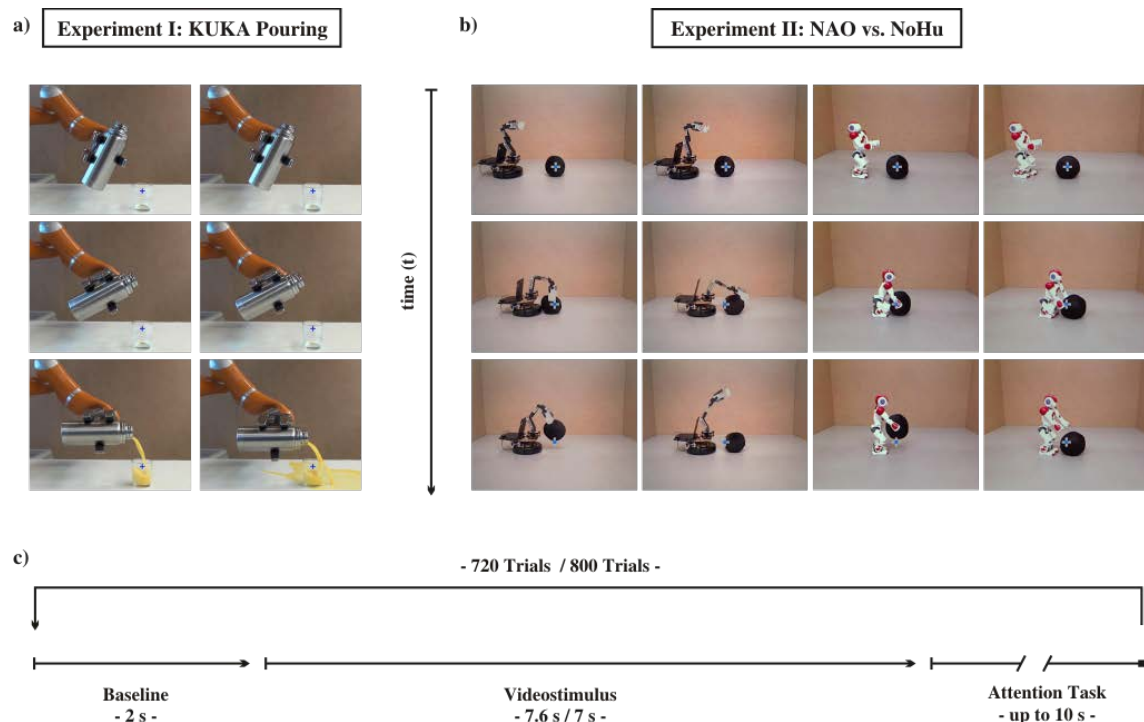 a)
Experiment I: KUKA Pouring
b)
Experiment II: NAO vs. NoHu
time (t)
c)
- 720 Trials / 800 Trials -
Baseline
- 2 s -
Videostimulus
- 7.6 s / 7 s -
Attention Task
- up to 10 s -